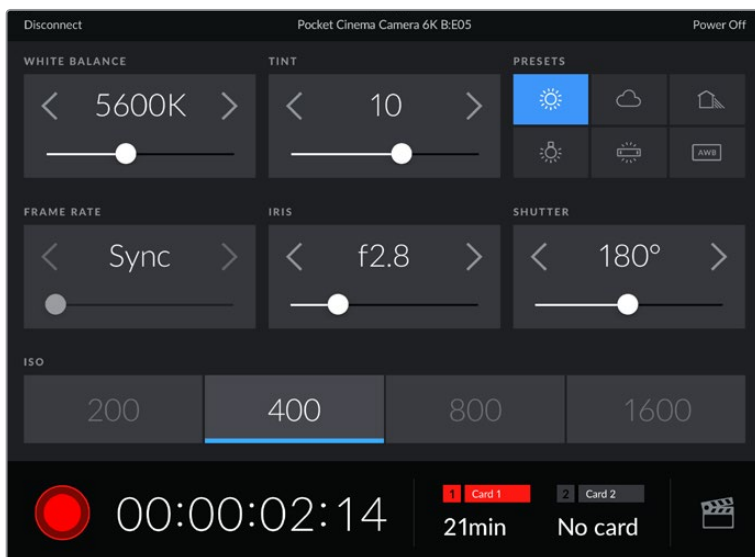 Disconnect Pocket Cinema Camera 6K B:E05 Power Off
WHITE BALANCE TINT PRESETS
5600K 10
AWB
FRAME RATE IRIS SHUTTER
Sync f2.8 180°
ISO
200 400 800 1600
00:00:02:14
1 Card 1 2 Card 2
21min No card